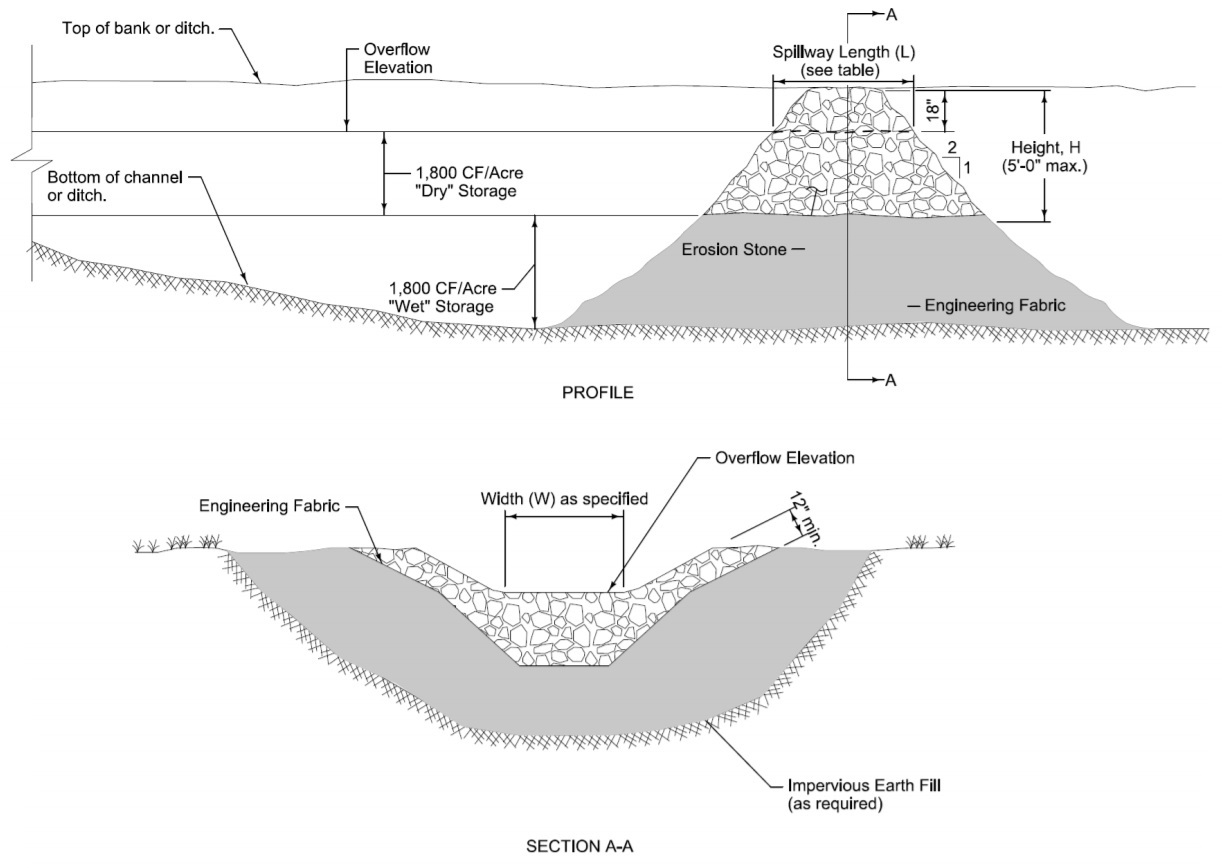 A
Top of bank or ditch.
Overflow
Elevation
Spillway Length (L)
(see table)
18"
2
1
Height, H
(5'-0" max.)
1,800 CF/Acre
"Dry" Storage
Bottom of channel
or ditch.
Erosion Stone
1,800 CF/Acre
"Wet" Storage
Engineering Fabric
A
PROFILE
Overflow Elevation
Width (W) as specified
Engineering Fabric
12" min.
Impervious Earth Fill
(as required)
SECTION A-A